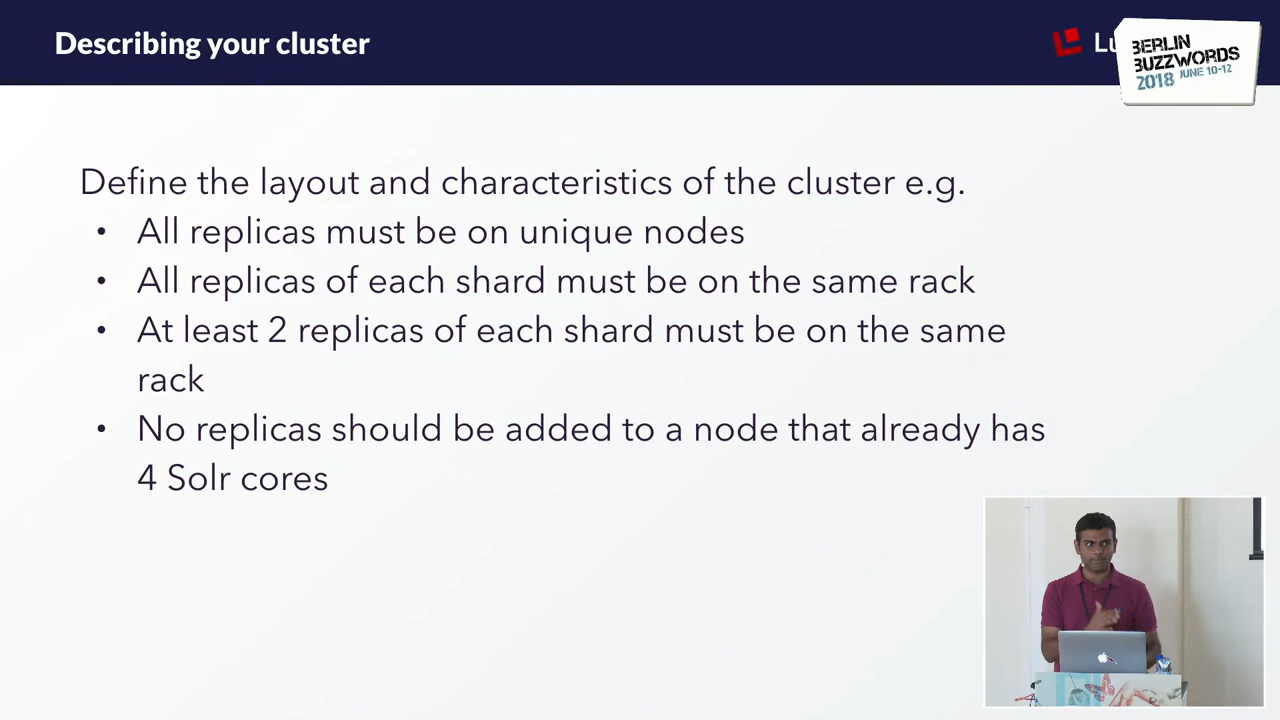 Describing your cluster
Lu
BERLIN
BUZZWORDS
2018 JUNE 10-12
Define the layout and characteristics of the cluster e.g.
• All replicas must be on unique nodes
• All replicas of each shard must be on the same rack
• At least 2 replicas of each shard must be on the same
rack
• No replicas should be added to a node that already has
4 Solr cores